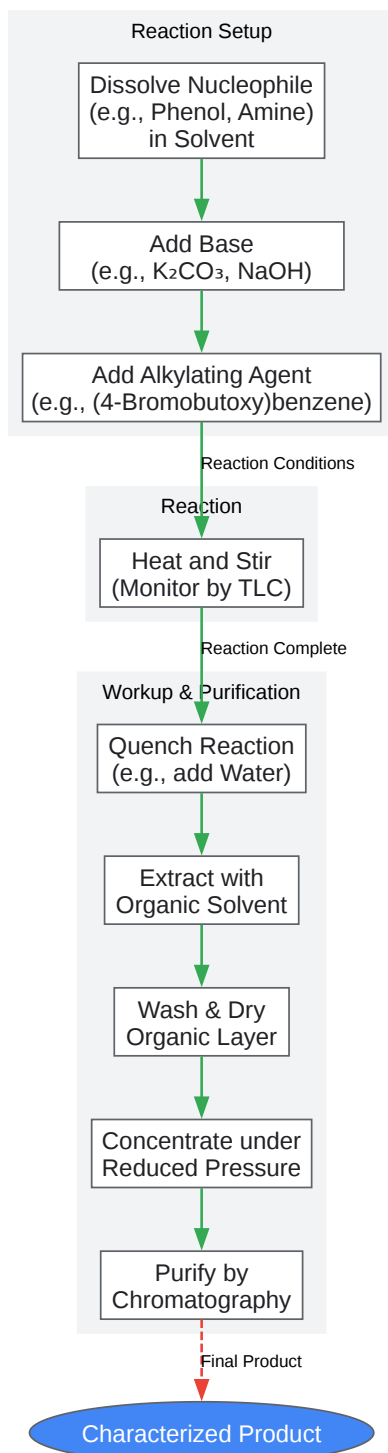 Reaction Setup
Dissolve Nucleophile
(e.g., Phenol, Amine)
in Solvent
Add Base
(e.g., K₂CO₃, NaOH)
Add Alkylating Agent
(e.g., (4-Bromobutoxy)benzene)
Reaction Conditions
Reaction
Heat and Stir
(Monitor by TLC)
Reaction Complete
Workup & Purification
Quench Reaction
(e.g., add Water)
Extract with
Organic Solvent
Wash & Dry
Organic Layer
Concentrate under
Reduced Pressure
Purify by
Chromatography
Final Product
Characterized Product